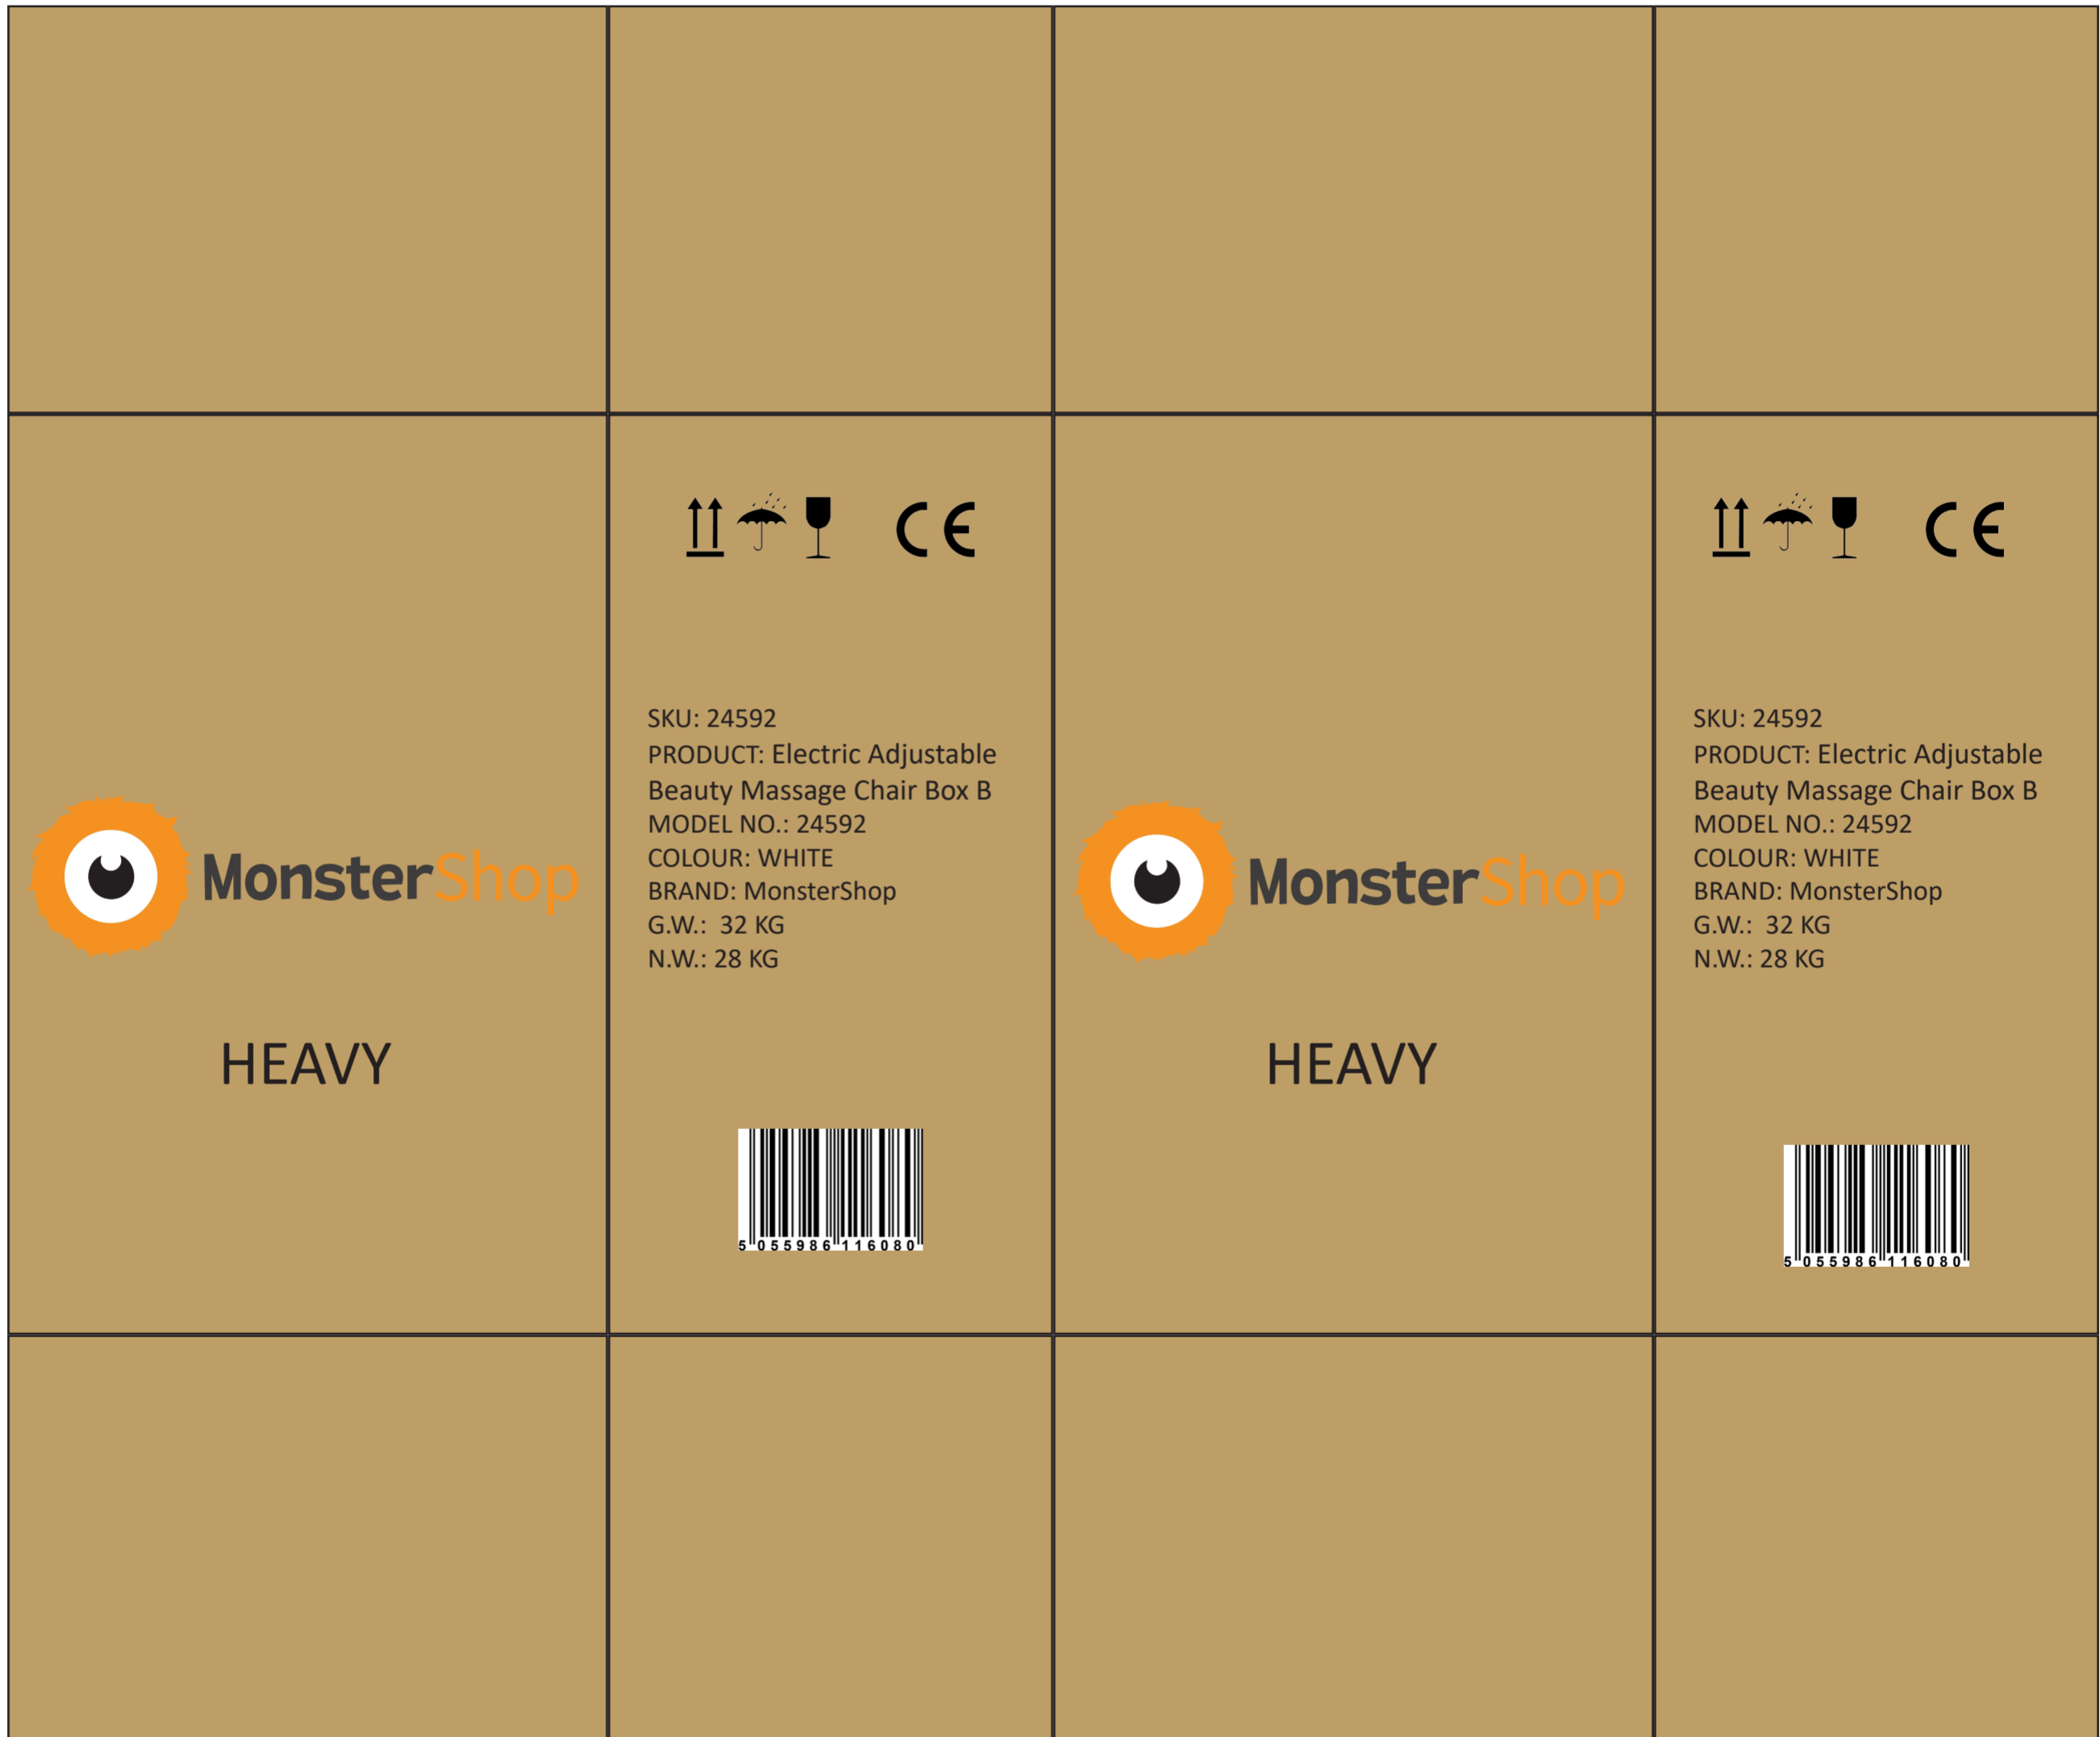 MonsterShop
HEAVY
CE
SKU: 24592
PRODUCT: Electric Adjustable
Beauty Massage Chair Box B
MODEL NO.: 24592
COLOUR: WHITE
BRAND: MonsterShop
G.W.:  32 KG
N.W.: 28 KG
5 055986 116080
MonsterShop
HEAVY
CE
SKU: 24592
PRODUCT: Electric Adjustable
Beauty Massage Chair Box B
MODEL NO.: 24592
COLOUR: WHITE
BRAND: MonsterShop
G.W.:  32 KG
N.W.: 28 KG
5 055986 116080